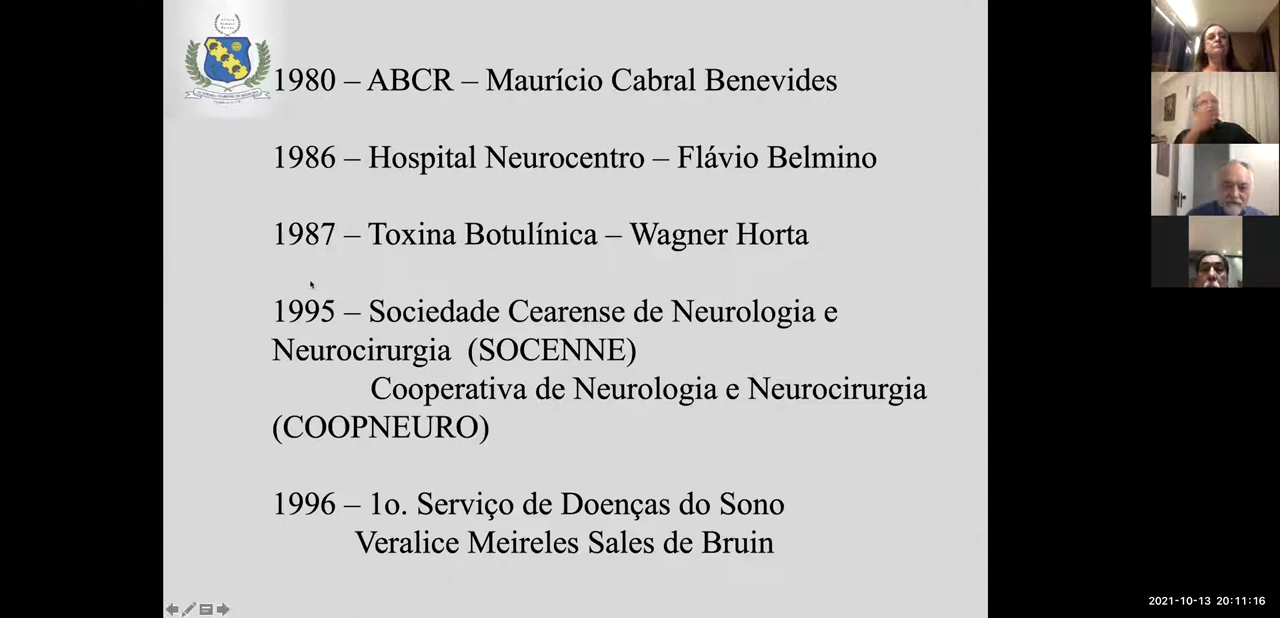 1980 – ABCR – Maurício Cabral Benevides
1986 – Hospital Neurocentro – Flávio Belmino
1987 – Toxina Botulínica – Wagner Horta
1995 – Sociedade Cearense de Neurologia e
Neurocirurgia (SOCENNE)
Cooperativa de Neurologia e Neurocirurgia
(COOPNEURO)
1996 – 1o. Serviço de Doenças do Sono
Veralice Meireles Sales de Bruin
2021-10-13 20:11:16